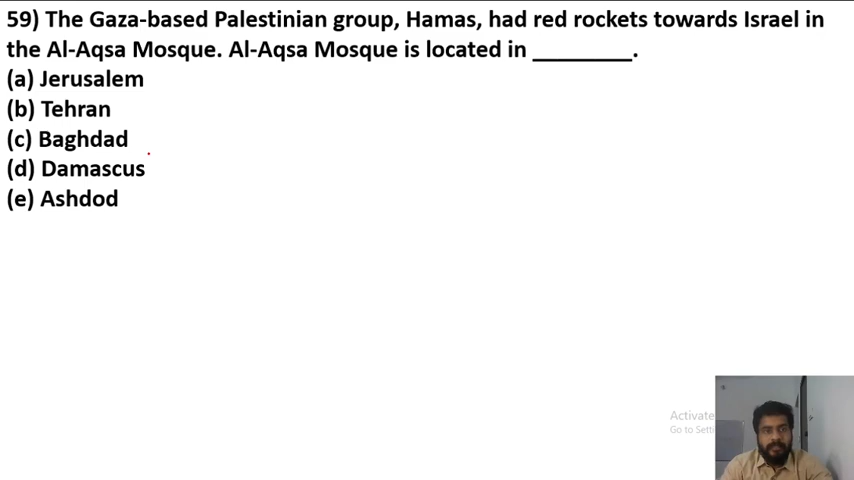 59) The Gaza-based Palestinian group, Hamas, had red rockets towards Israel in
the Al-Aqsa Mosque. Al-Aqsa Mosque is located in ________.
(a) Jerusalem
(b) Tehran
(c) Baghdad
(d) Damascus
(e) Ashdod
Activate
Go to Setti